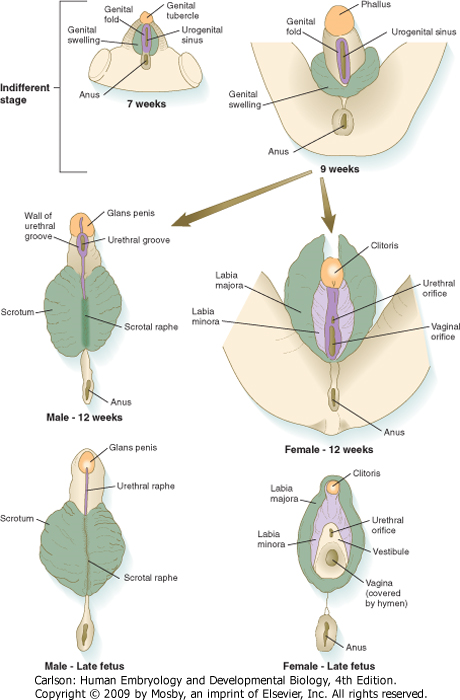 Genital
fold
Genital
tubercle
Genital
swelling
Urogenital
sinus
Anus
7 weeks
Indifferent
stage
Phallus
Genital
fold
Urogenital sinus
Genital
swelling
Anus
9 weeks
Wall of
urethral
groove
Glans penis
Urethral groove
Scrotum
Scrotal raphe
Anus
Male - 12 weeks
Clitoris
Labia
majora
Urethral
orifice
Labia
minora
Vaginal
orifice
Anus
Female - 12 weeks
Glans penis
Urethral raphe
Scrotum
Scrotal raphe
Anus
Male - Late fetus
Clitoris
Labia
majora
Urethral
orifice
Labia
minora
Vestibule
Vagina
(covered
by hymen)
Anus
Female - Late fetus
Carlson: Human Embryology and Developmental Biology, 4th Edition.
Copyright © 2009 by Mosby, an imprint of Elsevier, Inc. All rights reserved.